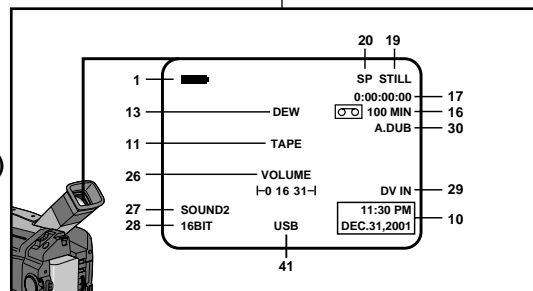 20 19
1 SP STILL
0:00:00:00 17
13 DEW 100 MIN 16
A.DUB 30
11 TAPE
26 VOLUME
0 16 31 DV IN 29
27 SOUND2 11:30 PM
28 16BIT USB DEC.31,2001 10
41